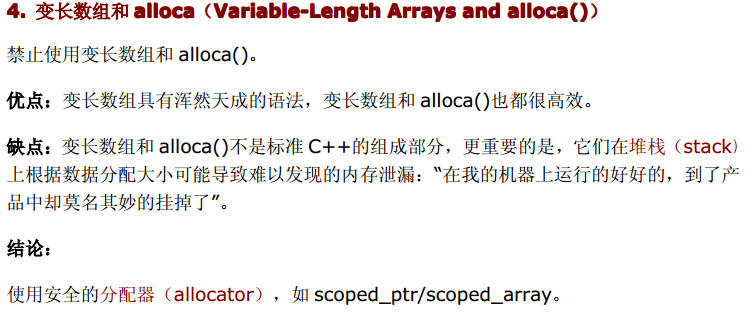 4. 变长数组和 alloca（Variable-Length Arrays and alloca()）
禁止使用变长数组和 alloca()。
优点：变长数组具有浑然天成的语法，变长数组和 alloca()也都很高效。
缺点：变长数组和 alloca()不是标准 C++的组成部分，更重要的是，它们在堆栈（stack）
上根据数据分配大小可能导致难以发现的内存泄漏：“在我的机器上运行的好好的，到了产
品中却莫名其妙的挂掉了”。
结论：
使用安全的分配器（allocator），如 scoped_ptr/scoped_array。